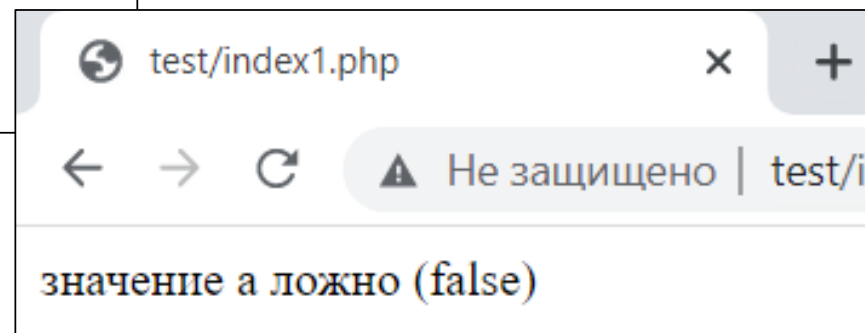 test/index1.php
Не защищено | test/i
значение а ложно (false)